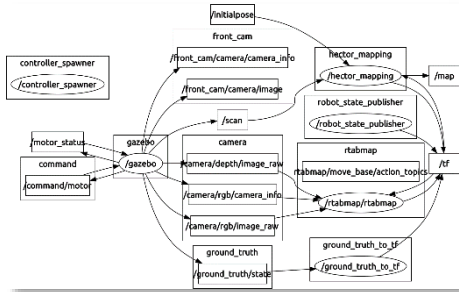 /initialpose
front_cam
/front_cam/camera/camera_info
hector_mapping
/hector_mapping
/map
controller_spawner
/controller_spawner
/front_cam/camera/image
robot_state_publisher
/robot_state_publisher
/scan
/motor_status
gazebo
/gazebo
camera
rtabmap
/camera/depth/image_raw
rtabmap/move_base/action_topics
/tf
command
/command/motor
/camera/rgb/camera_info
/rtabmap/rtabmap
/camera/rgb/image_raw
ground_truth
/ground_truth/state
ground_truth_to_tf
/ground_truth_to_tf